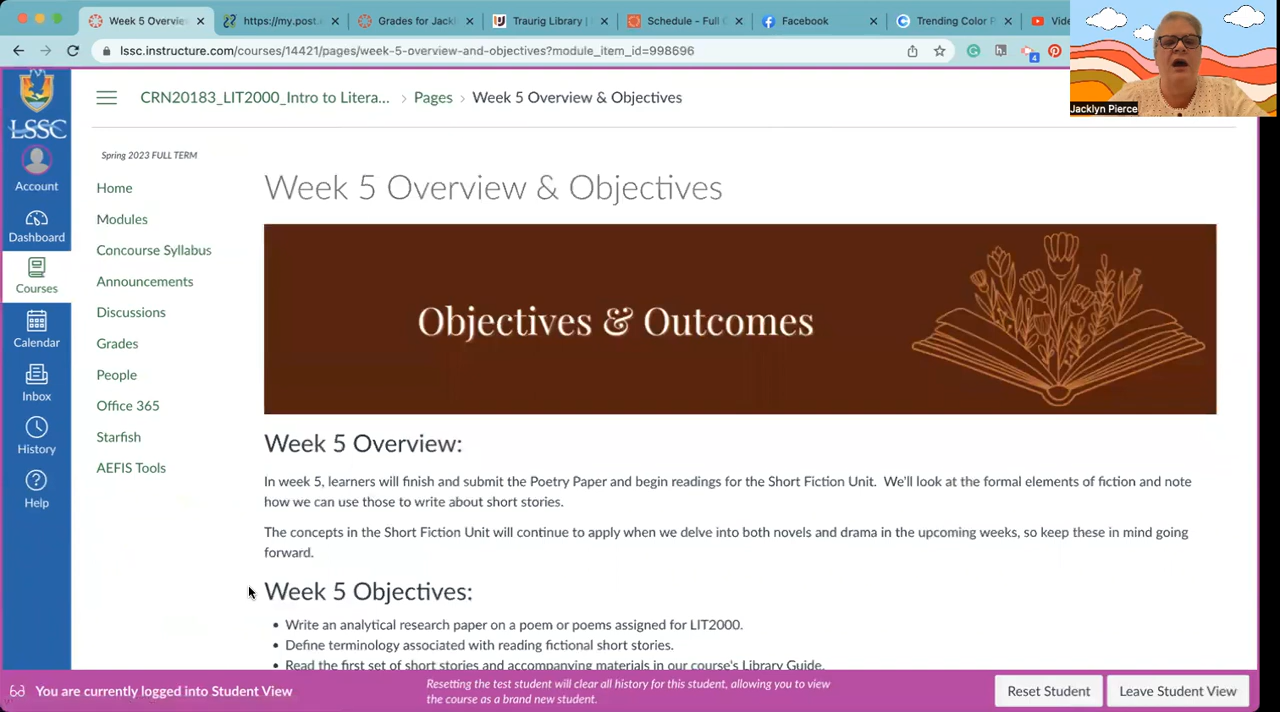 Week 5 Overvie
https://my.post.
Grades for Jackl
Traurig Library |
Schedule - Full C
Facebook
Trending Color P
Vide
lssc.instructure.com/courses/14421/pages/week-5-overview-and-objectives?module_item_id=998696
4
Jacklyn Pierce
LSSC
Account
Dashboard
Courses
Calendar
Inbox
History
Help
CRN20183_LIT2000_Intro to Litera... > Pages > Week 5 Overview & Objectives
Spring 2023 FULL TERM
Home
Modules
Concourse Syllabus
Announcements
Discussions
Grades
People
Office 365
Starfish
AEFIS Tools
Week 5 Overview & Objectives
Objectives & Outcomes
Week 5 Overview:
In week 5, learners will finish and submit the Poetry Paper and begin readings for the Short Fiction Unit. We'll look at the formal elements of fiction and note
how we can use those to write about short stories.
The concepts in the Short Fiction Unit will continue to apply when we delve into both novels and drama in the upcoming weeks, so keep these in mind going
forward.
Week 5 Objectives:
• Write an analytical research paper on a poem or poems assigned for LIT2000.
• Define terminology associated with reading fictional short stories.
• Read the first set of short stories and accompanying materials in our course's Library Guide.
You are currently logged into Student View
Resetting the test student will clear all history for this student, allowing you to view
the course as a brand new student.
Reset Student
Leave Student View